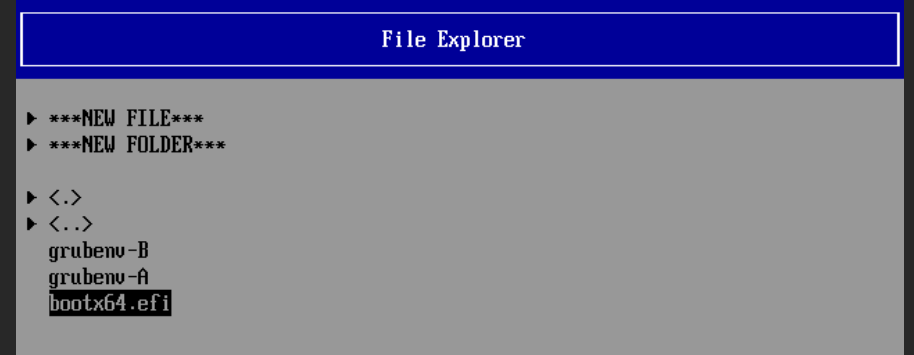 File Explorer
***NEW FILE***
***NEW FOLDER***
<.>
<..>
grubenv-B
grubenv-A
bootx64.efi